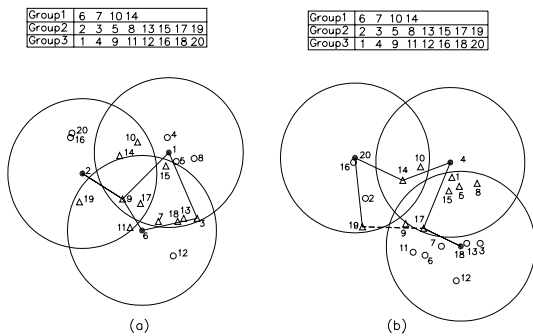 Group1 6 7 10 14
Group2 2 3 5 8 13 15 17 19
Group3 1 4 9 11 12 16 18 20
Group1 6 7 10 14
Group2 2 3 5 8 13 15 17 19
Group3 1 4 9 11 12 16 18 20
20 4
16 10
1
14 5 8
2 15
19 9 17
7 18 13
11 6 3
12
(a)
20 10 4
16
14 1
15 5 8
2
19 9 17
7
11 6 18 13 3
12
(b)